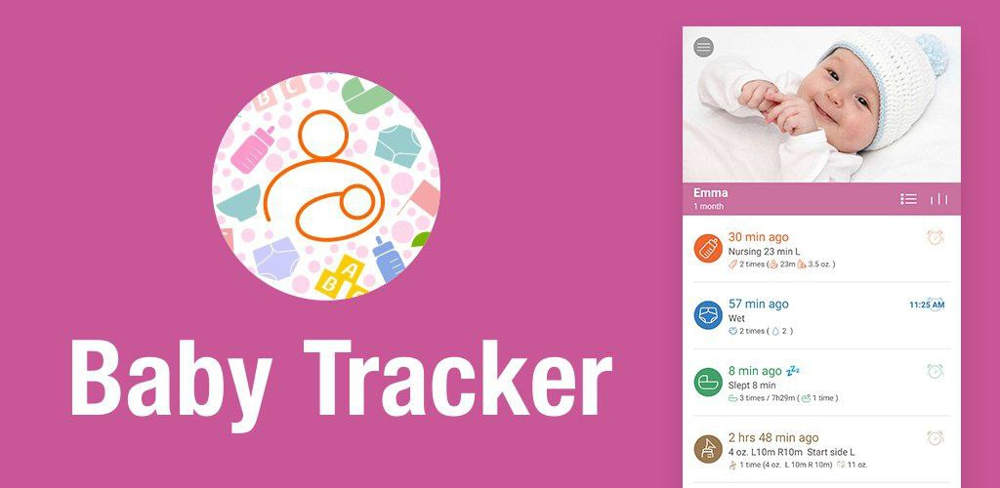 Baby Tracker
A
B
C
B
C
Emma
1 month
30 min ago
Nursing 23 min L
2 times ( 23m 3.5 oz. )
57 min ago
11:25 AM
Wet
2 times ( 2 )
8 min ago zzz
Slept 8 min
3 times / 7h29m ( 1 time )
2 hrs 48 min ago
4 oz. L10m R10m Start side L
1 time (4 oz. L 10m R 10m) 11 oz.